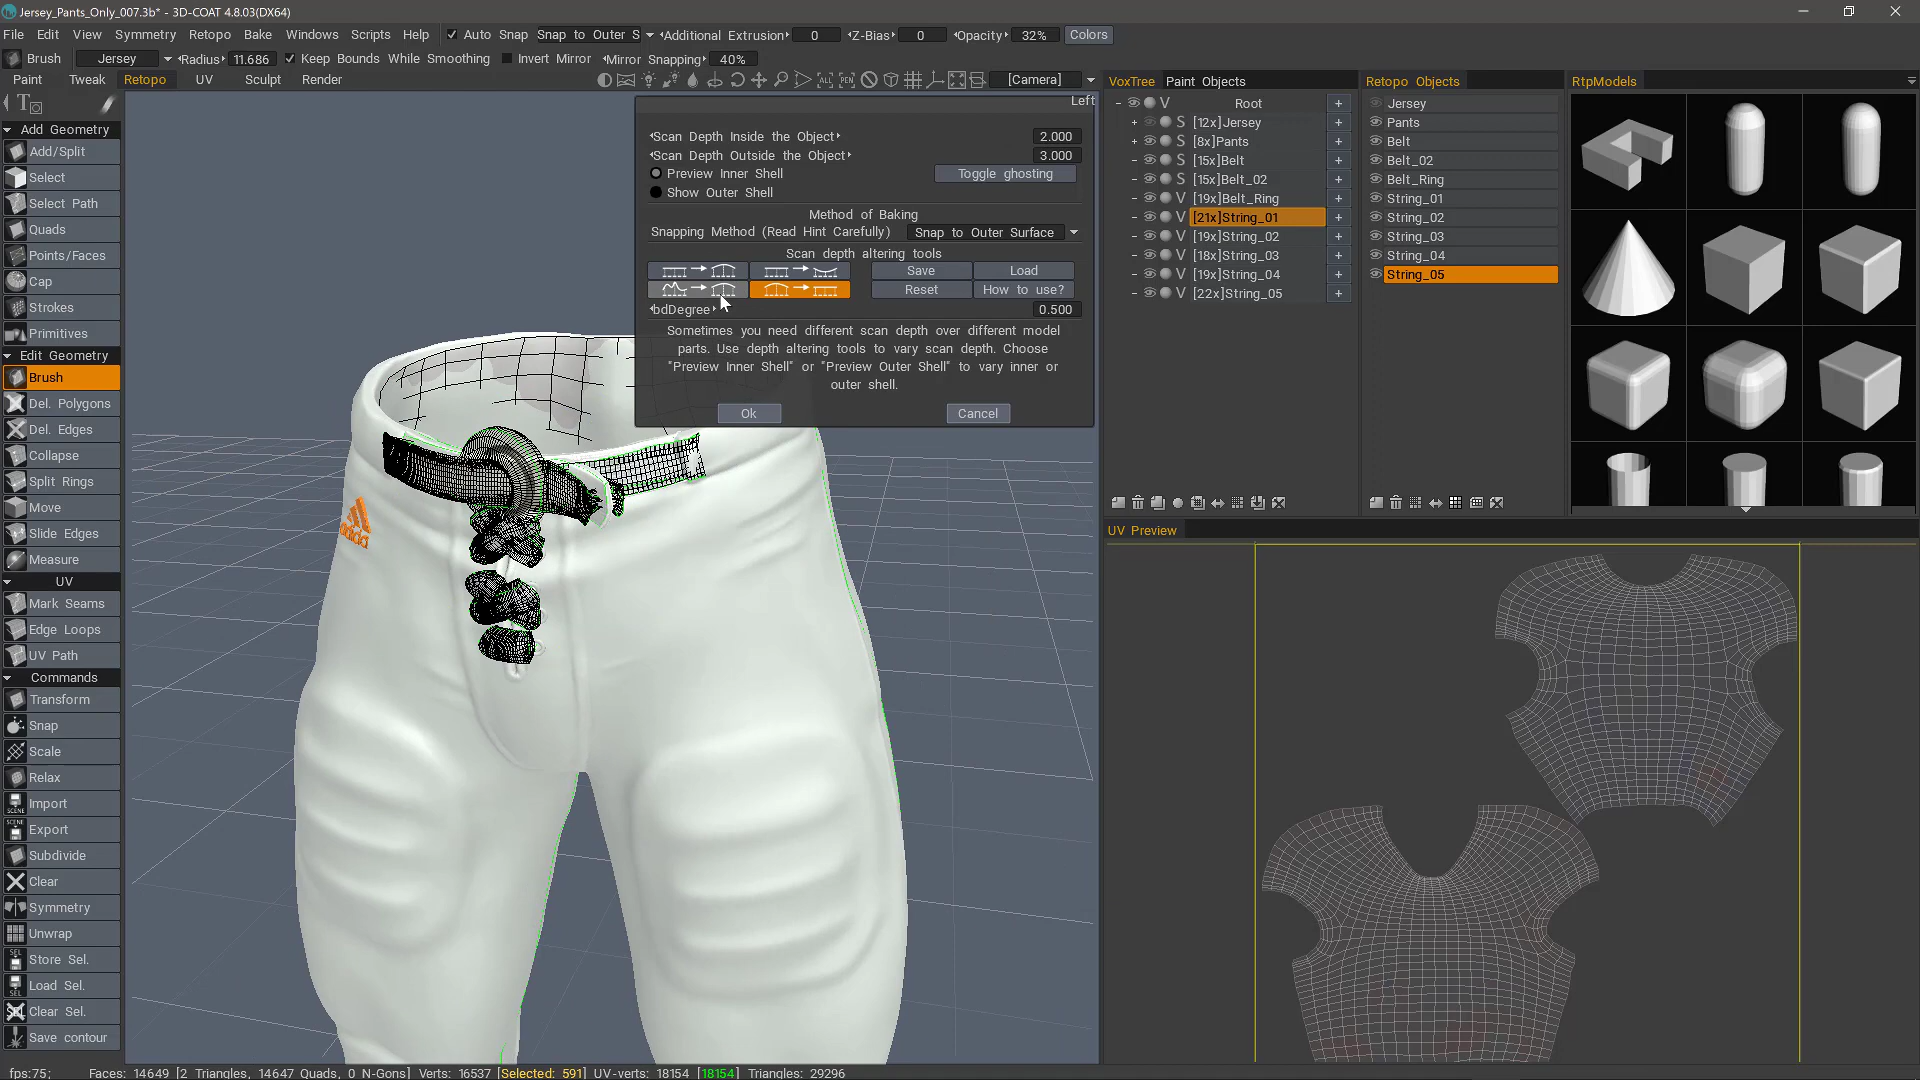 Jersey_Pants_Only_007.3b* - 3D-COAT 4.8.03(DX64)
File Edit View Symmetry Retopo Bake Windows Scripts Help Auto Snap Snap to Outer S Additional Extrusion 0 Z-Bias 0 Opacity 32% Colors
Brush Jersey Radius 11.686 Keep Bounds While Smoothing Invert Mirror Mirror Snapping 40%
Paint Tweak Retopo UV Sculpt Render [Camera]
Add Geometry
Add/Split
Select
Select Path
Quads
Points/Faces
Cap
Strokes
Primitives
Edit Geometry
Brush
Del. Polygons
Del. Edges
Collapse
Split Rings
Move
Slide Edges
Measure
UV
Mark Seams
Edge Loops
UV Path
Commands
Transform
Snap
Scale
Relax
Import
Export
Subdivide
Clear
Symmetry
Unwrap
Store Sel.
Load Sel.
Clear Sel.
Save contour
Left
Scan Depth Inside the Object 2.000
Scan Depth Outside the Object 3.000
Preview Inner Shell Toggle ghosting
Show Outer Shell
Method of Baking
Snapping Method (Read Hint Carefully) Snap to Outer Surface
Scan depth altering tools
Save Load
Reset How to use?
bdDegree 0.500
Sometimes you need different scan depth over different model
parts. Use depth altering tools to vary scan depth. Choose
"Preview Inner Shell" or "Preview Outer Shell" to vary inner or
outer shell.
Ok Cancel
adidas
VoxTree Paint Objects
V Root +
+ S [12x]Jersey +
+ S [8x]Pants +
- S [15x]Belt +
- S [15x]Belt_02 +
- V [19x]Belt_Ring +
- V [21x]String_01 +
- V [19x]String_02 +
- V [18x]String_03 +
- V [19x]String_04 +
- V [22x]String_05 +
Retopo Objects
Jersey
Pants
Belt
Belt_02
Belt_Ring
String_01
String_02
String_03
String_04
String_05
RtpModels
UV Preview
fps:75; Faces: 14649 [2 Triangles, 14647 Quads, 0 N-Gons] Verts: 16537 [Selected: 591] UV-verts: 18154 [18154] Triangles: 29296